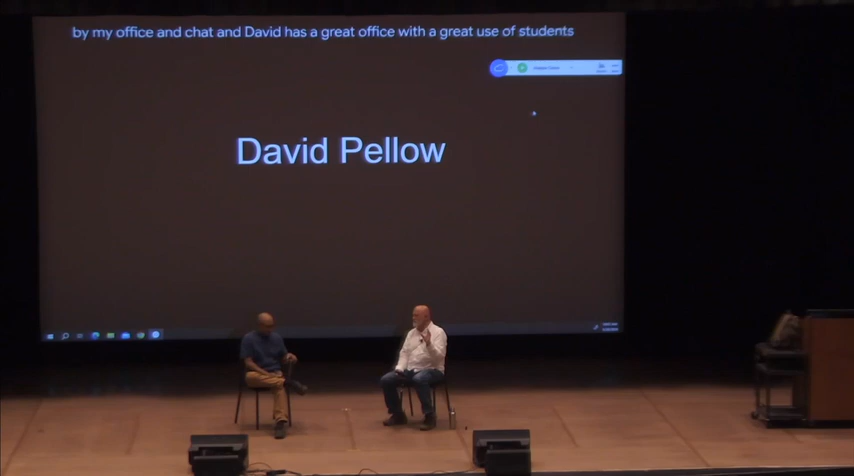 by my office and chat and David has a great office with a great use of students
David Pellow